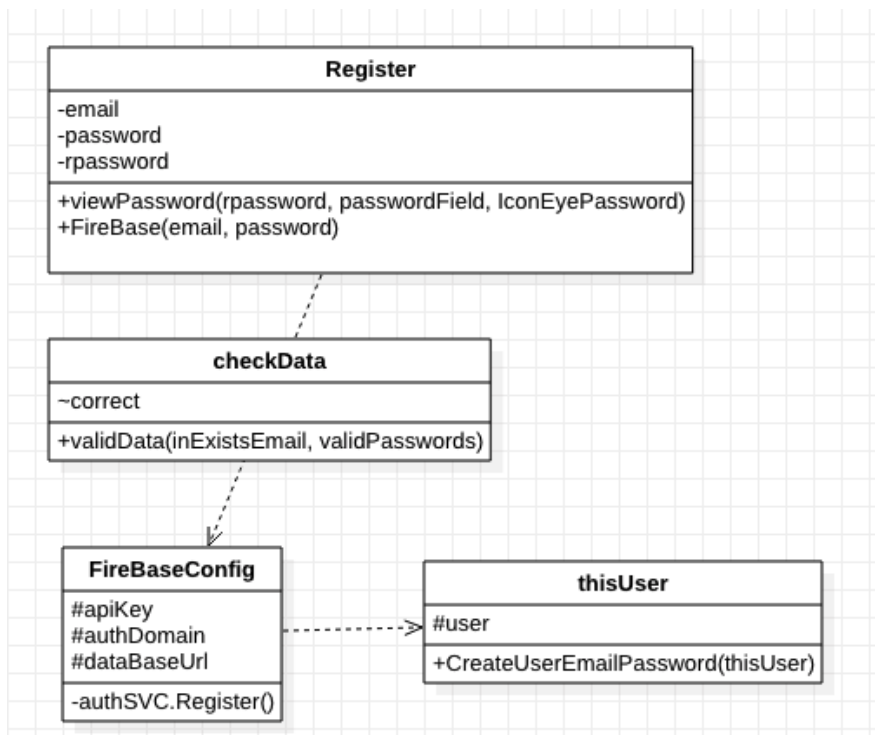 Register
-email
-password
-rpassword
+viewPassword(rpassword, passwordField, IconEyePassword)
+FireBase(email, password)
checkData
~correct
+validData(inExistsEmail, validPasswords)
FireBaseConfig
#apiKey
#authDomain
#dataBaseUrl
-authSVC.Register()
thisUser
#user
+CreateUserEmailPassword(thisUser)